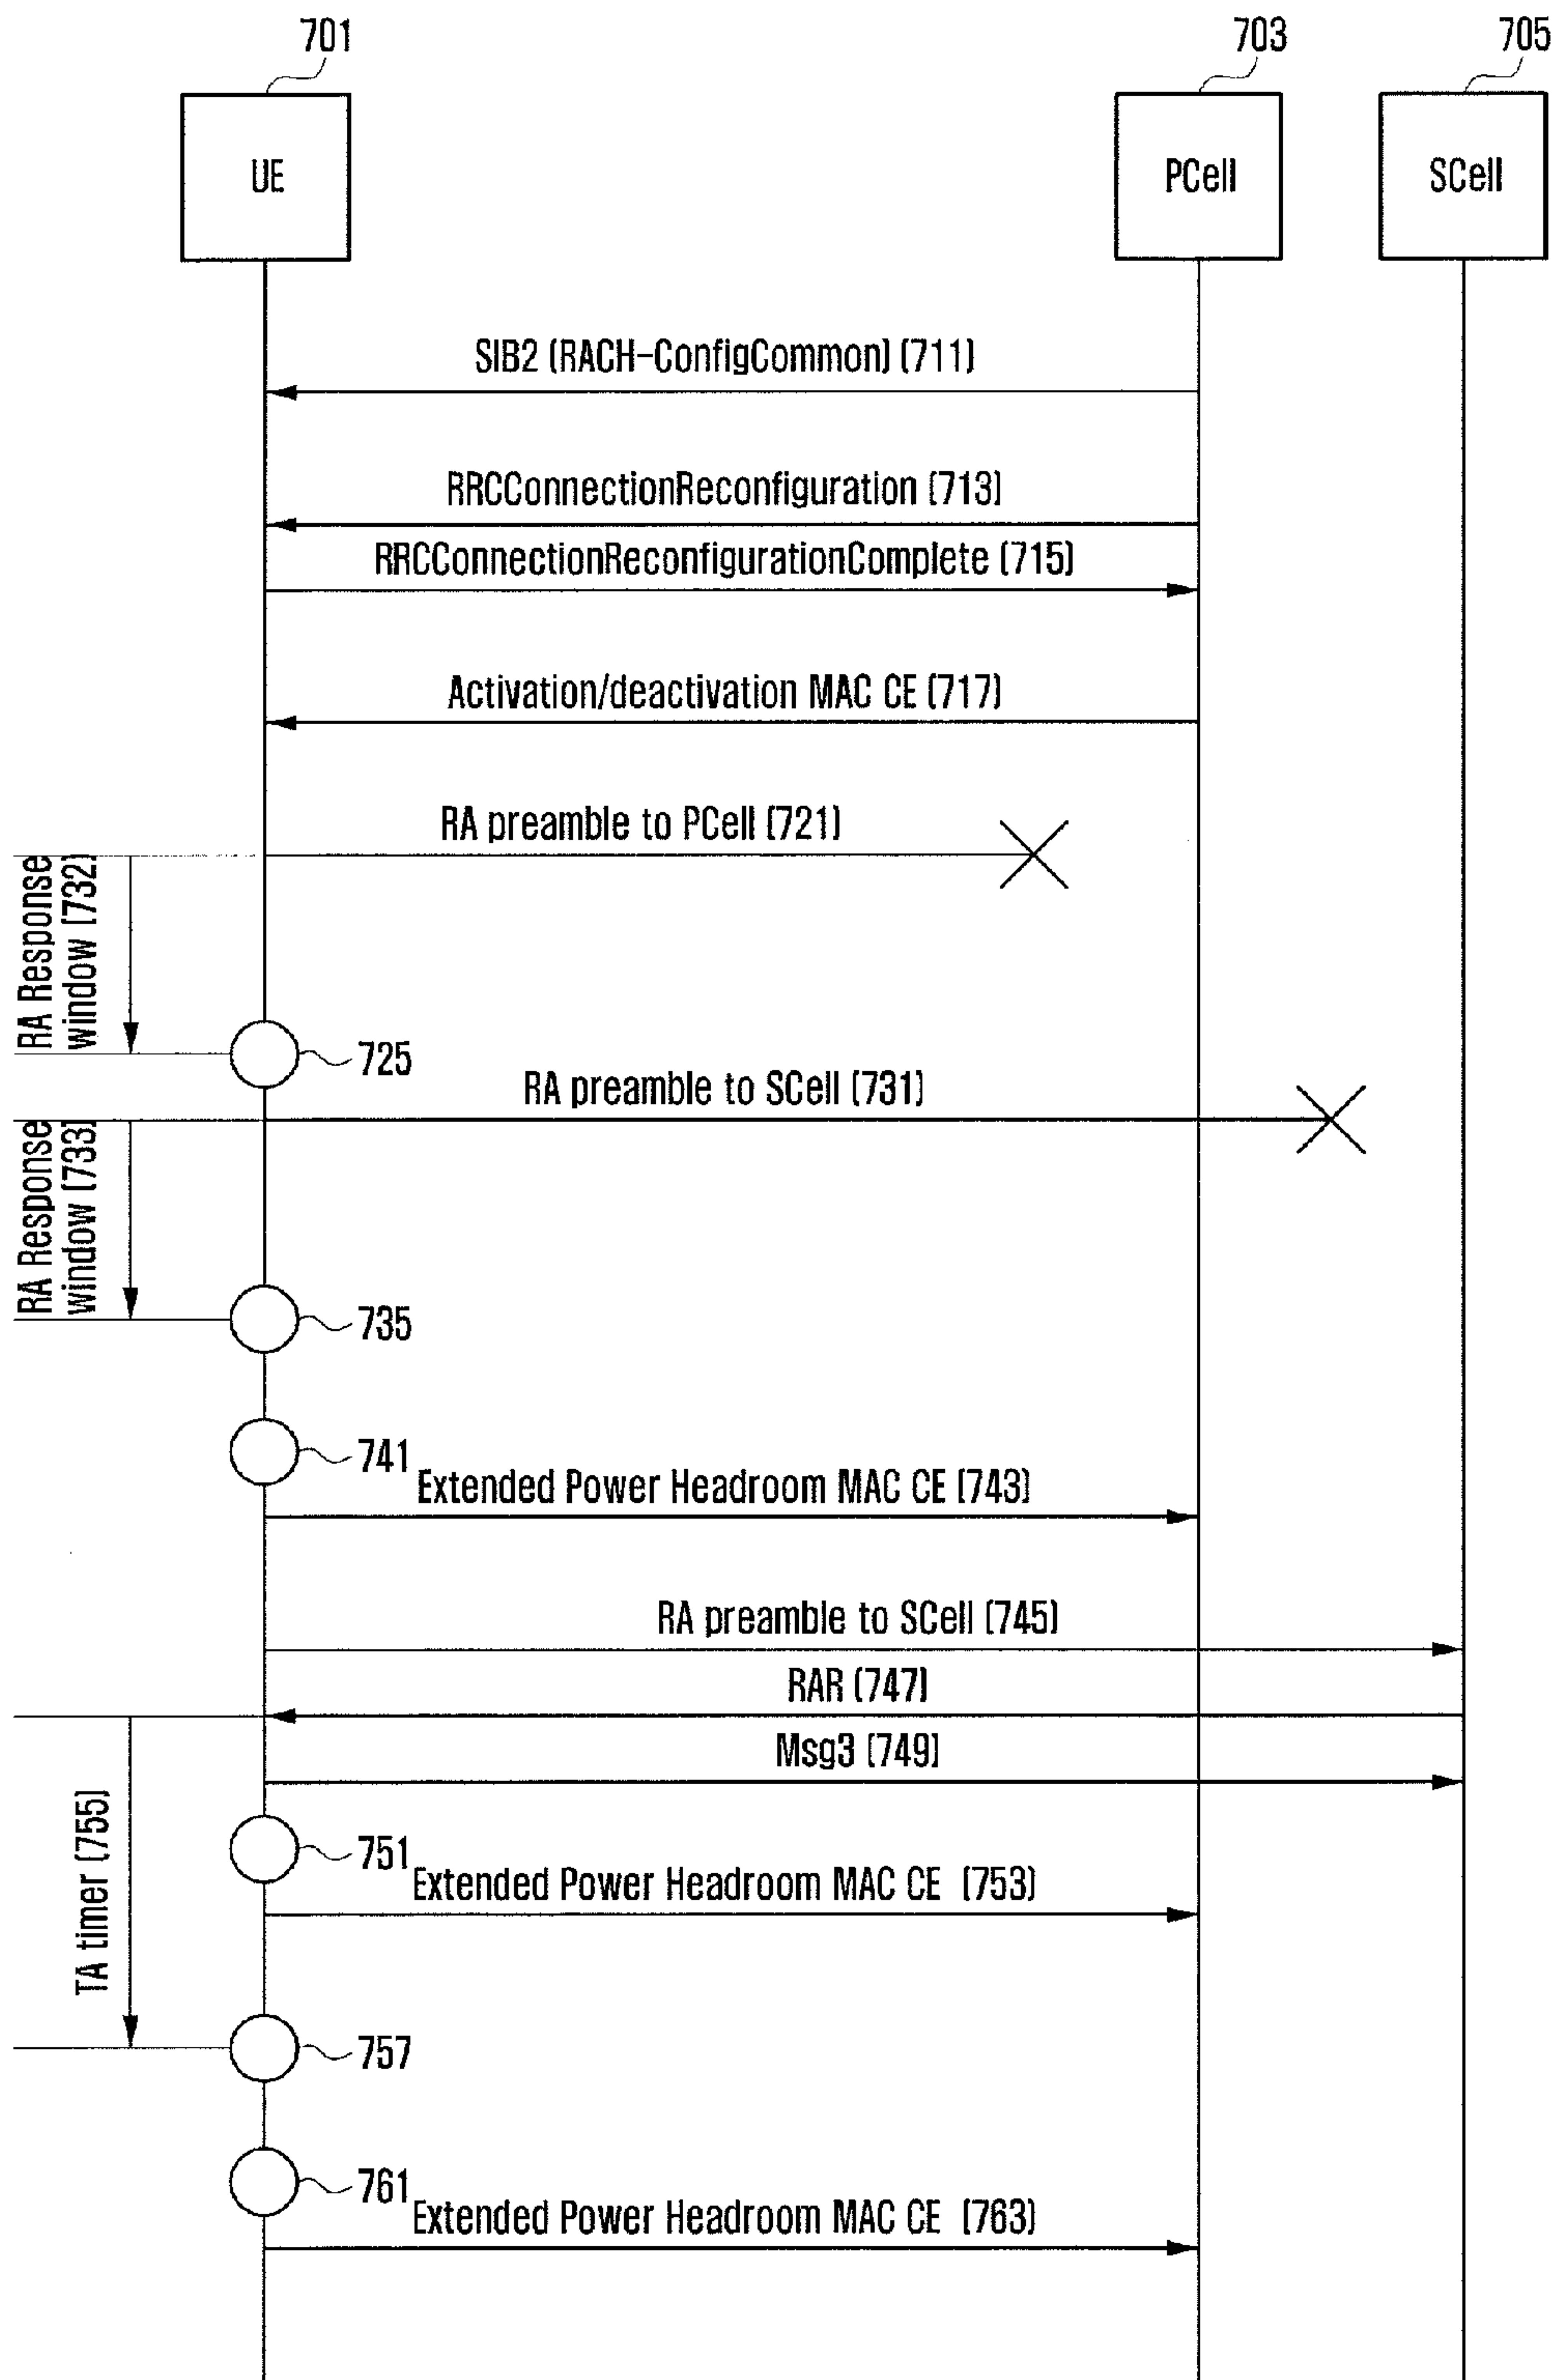 701
703
705
UE
PCell
SCell
SIB2 (RACH-ConfigCommon) (711)
RRCConnectionReconfiguration (713)
RRCConnectionReconfigurationComplete (715)
Activation/deactivation MAC CE (717)
RA preamble to PCell (721)
RA Response
window (732)
725
RA preamble to SCell (731)
RA Response
window (733)
735
741
Extended Power Headroom MAC CE (743)
RA preamble to SCell (745)
RAR (747)
Msg3 (749)
TA timer (755)
751
Extended Power Headroom MAC CE (753)
757
761
Extended Power Headroom MAC CE (763)